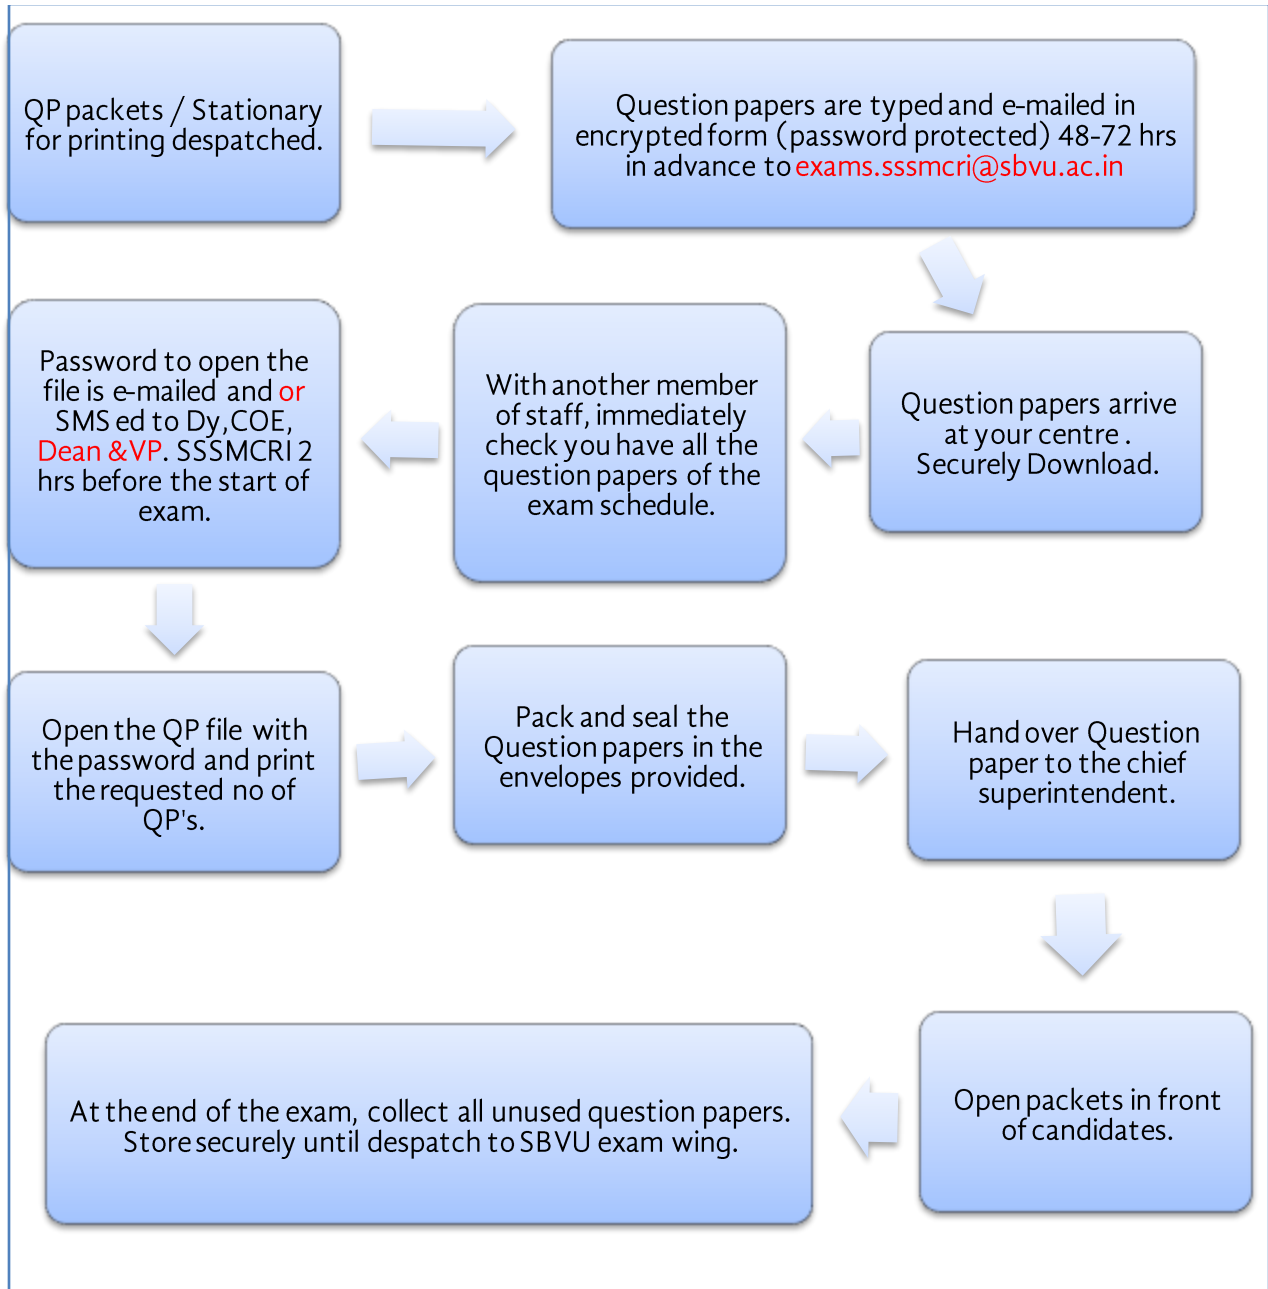 QP packets / Stationary
for printing despatched.
Question papers are typed and e-mailed in
encrypted form (password protected) 48-72 hrs
in advance to exams.sssmcri@sbvu.ac.in
Question papers arrive
at your centre .
Securely Download.
With another member
of staff, immediately
check you have all the
question papers of the
exam schedule.
Password to open the
file is e-mailed and or
SMS ed to Dy,COE,
Dean &VP. SSSMCRI 2
hrs before the start of
exam.
Open the QP file with
the password and print
the requested no of
QP's.
Pack and seal the
Question papers in the
envelopes provided.
Hand over Question
paper to the chief
superintendent.
Open packets in front
of candidates.
At the end of the exam, collect all unused question papers.
Store securely until despatch to SBVU exam wing.